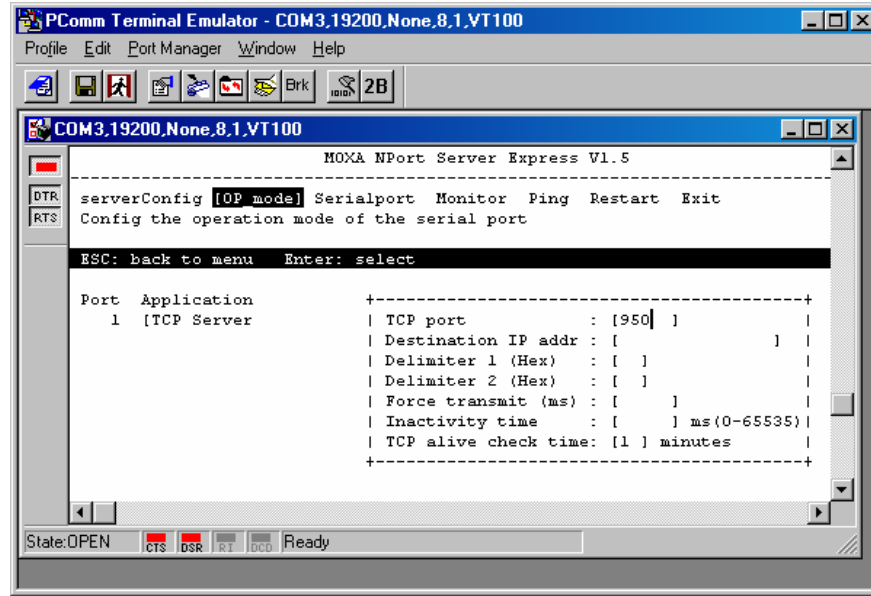 PComm Terminal Emulator - COM3,19200,None,8,1,VT100
Profile Edit Port Manager Window Help
Brk 2B
COM3,19200,None,8,1,VT100
MOXA NPort Server Express V1.5
--------------------------------------------------------------------------------
DTR
RTS
serverConfig [OP_mode] Serialport Monitor Ping Restart Exit
Config the operation mode of the serial port
ESC: back to menu Enter: select
Port Application
1 [TCP Server
+-------------------------------------------+
| TCP port : [950 ] |
| Destination IP addr : [ ] |
| Delimiter 1 (Hex) : [ ] |
| Delimiter 2 (Hex) : [ ] |
| Force transmit (ms) : [ ] |
| Inactivity time : [ ] ms(0-65535)|
| TCP alive check time: [1 ] minutes |
+-------------------------------------------+
State:OPEN CTS DSR RI DCD Ready